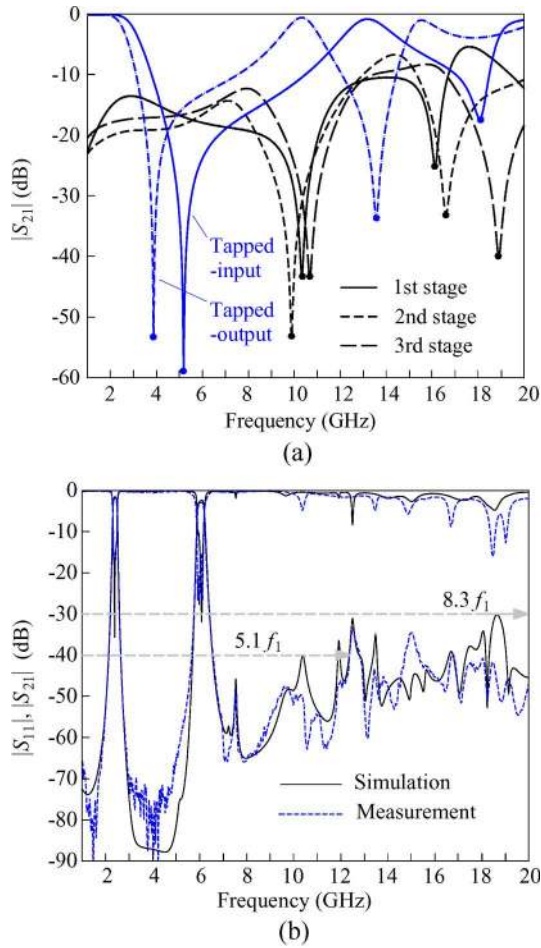 0
-10
-20
-30
-40
-50
-60
|S21| (dB)
Tapped
-input
Tapped
-output
1st stage
2nd stage
3rd stage
2 4 6 8 10 12 14 16 18 20
Frequency (GHz)
(a)
0
-10
-20
-30
-40
-50
-60
-70
-80
-90
|S11|, |S21| (dB)
8.3 f1
5.1 f1
Simulation
Measurement
2 4 6 8 10 12 14 16 18 20
Frequency (GHz)
(b)